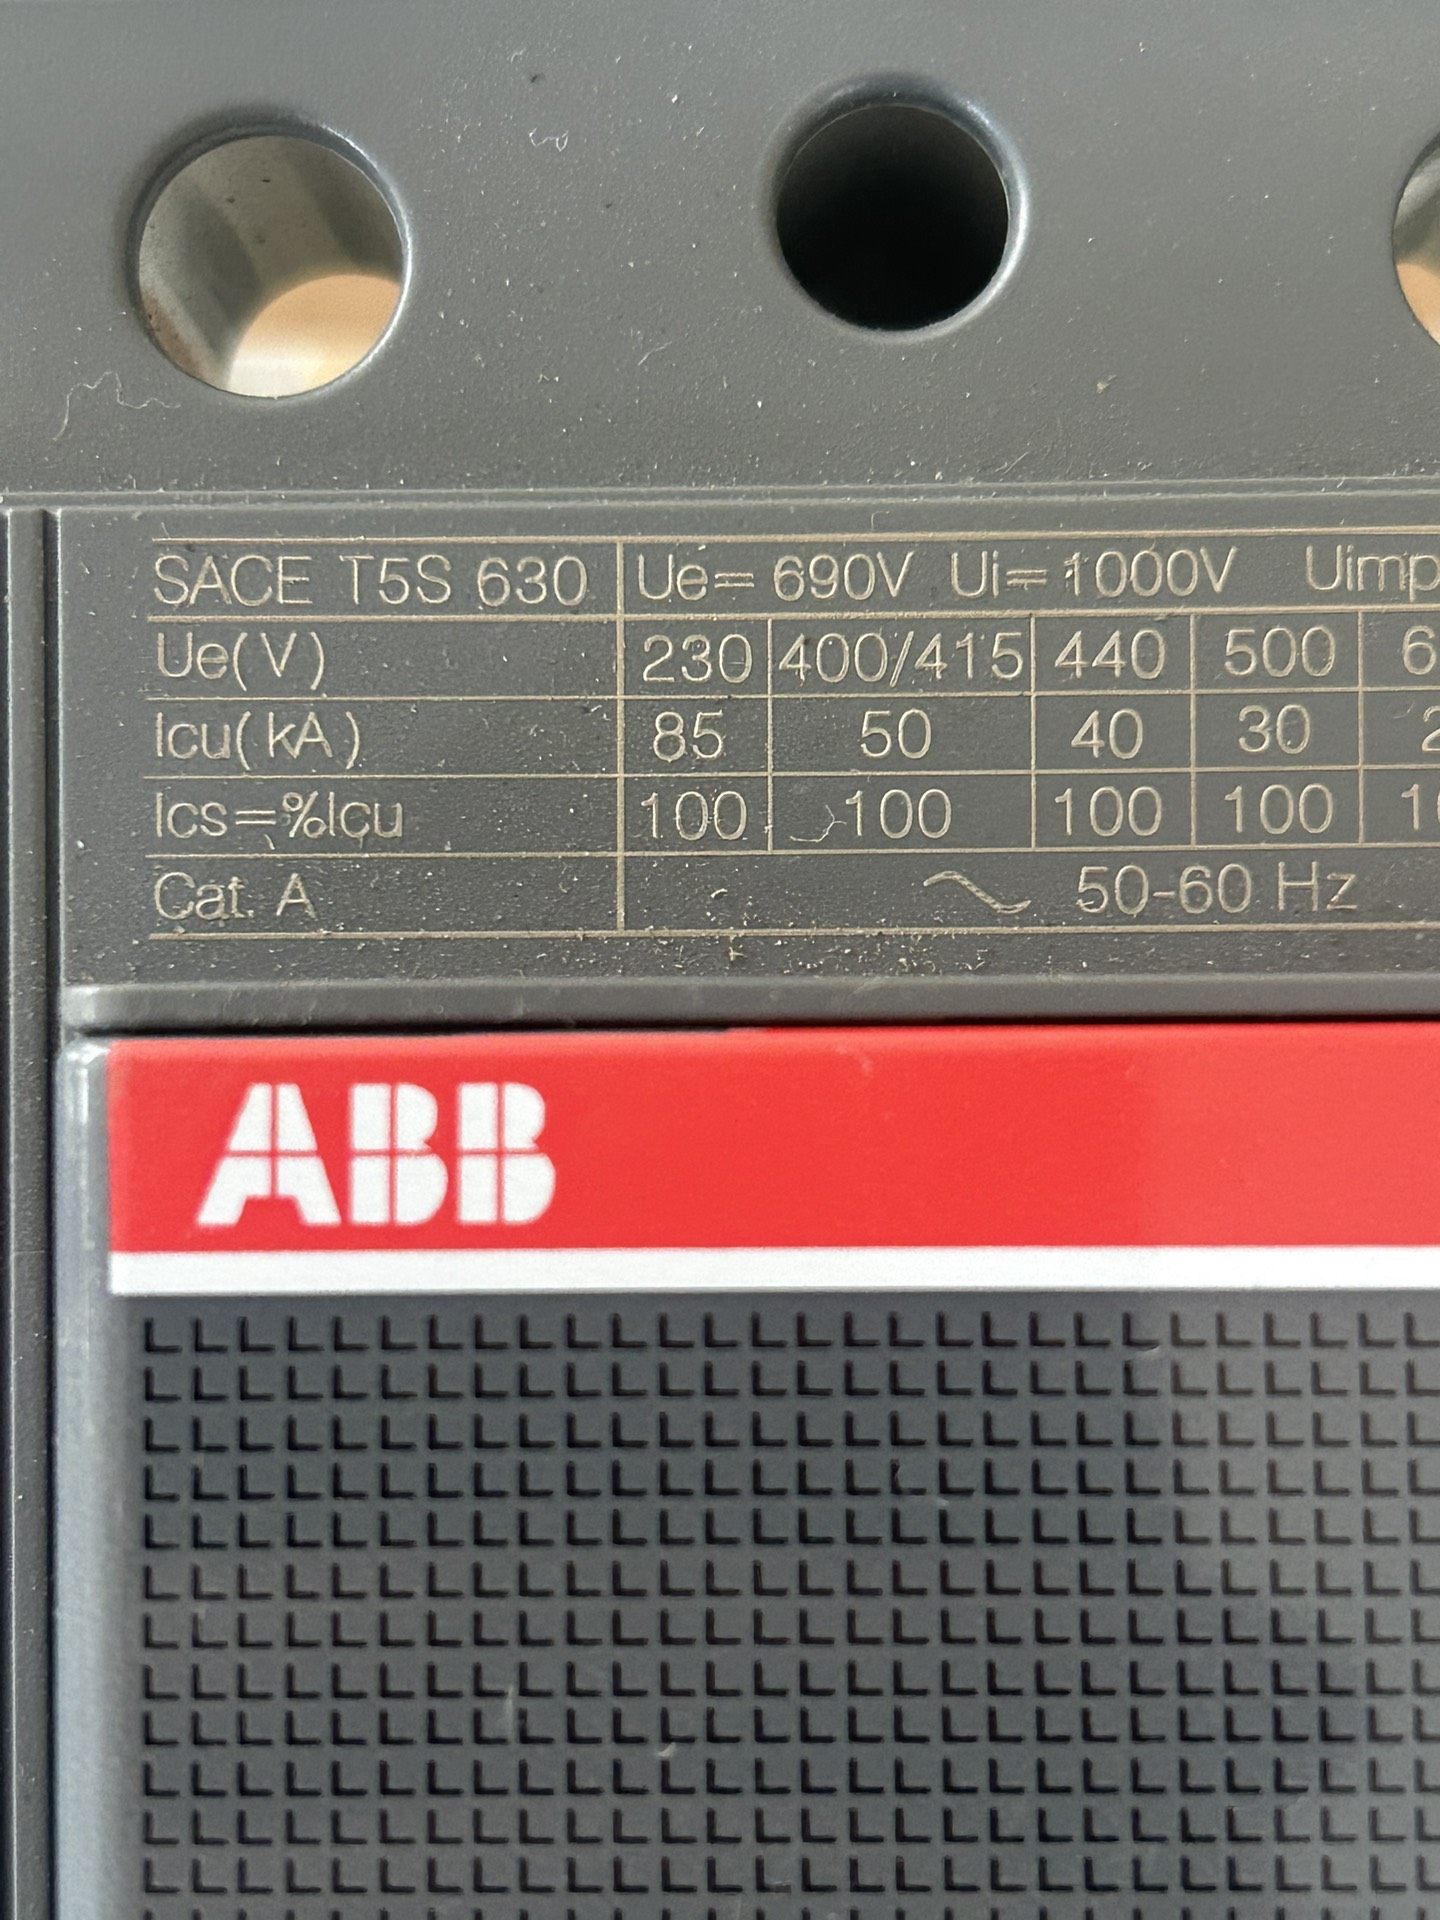 SACE T5S 630 Ue= 690V Ui= 1000V Uimp
Ue(V) 230 400/415 440 500
Icu(kA) 85 50 40 30
Ics=%Icu 100 100 100 100
Cat. A 50-60 Hz
ABB